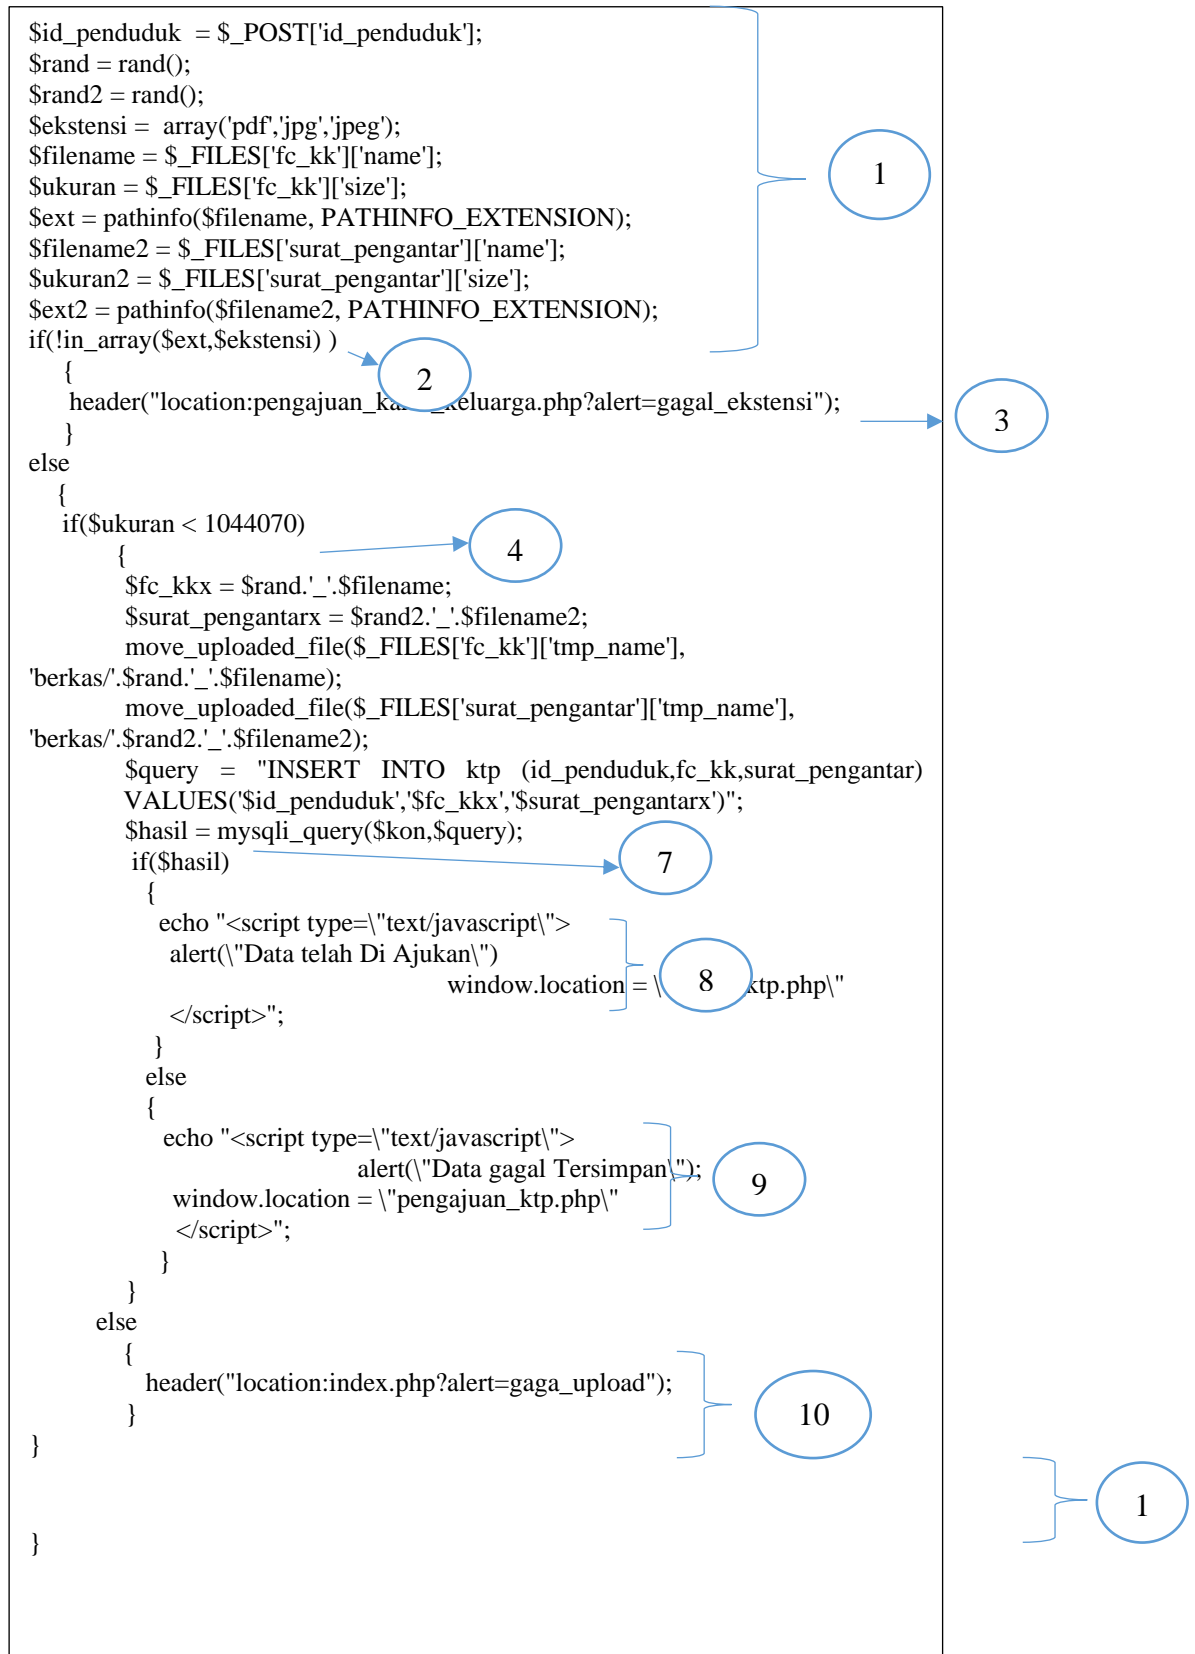 $id_penduduk = $_POST['id_penduduk'];
$rand = rand();
$rand2 = rand();
$ekstensi = array('pdf','jpg','jpeg');
$filename = $_FILES['fc_kk']['name'];
$ukuran = $_FILES['fc_kk']['size'];
1
$ext = pathinfo($filename, PATHINFO_EXTENSION);
$filename2 = $_FILES['surat_pengantar']['name'];
$ukuran2 = $_FILES['surat_pengantar']['size'];
$ext2 = pathinfo($filename2, PATHINFO_EXTENSION);
if(!in_array($ext,$ekstensi) )
{
2
header("location:pengajuan_ka keluarga.php?alert=gagal_ekstensi");
3
}
else
{
if($ukuran < 1044070)
{
4
$fc_kkx = $rand.'_'.$filename;
$surat_pengantarx = $rand2.'_'.$filename2;
move_uploaded_file($_FILES['fc_kk']['tmp_name'],
'berkas/'.$rand.'_'.$filename);
move_uploaded_file($_FILES['surat_pengantar']['tmp_name'],
'berkas/'.$rand2.'_'.$filename2);
$query = "INSERT INTO ktp (id_penduduk,fc_kk,surat_pengantar)
VALUES('$id_penduduk','$fc_kkx','$surat_pengantarx')";
$hasil = mysqli_query($kon,$query);
if($hasil)
7
{
echo "<script type=\"text/javascript\">
alert(\"Data telah Di Ajukan\")
window.location = \ ktp.php\"
8
</script>";
}
else
{
echo "<script type=\"text/javascript\">
alert(\"Data gagal Tersimpan\");
9
window.location = \"pengajuan_ktp.php\"
</script>";
}
}
else
{
header("location:index.php?alert=gaga_upload");
10
}
}
1
}